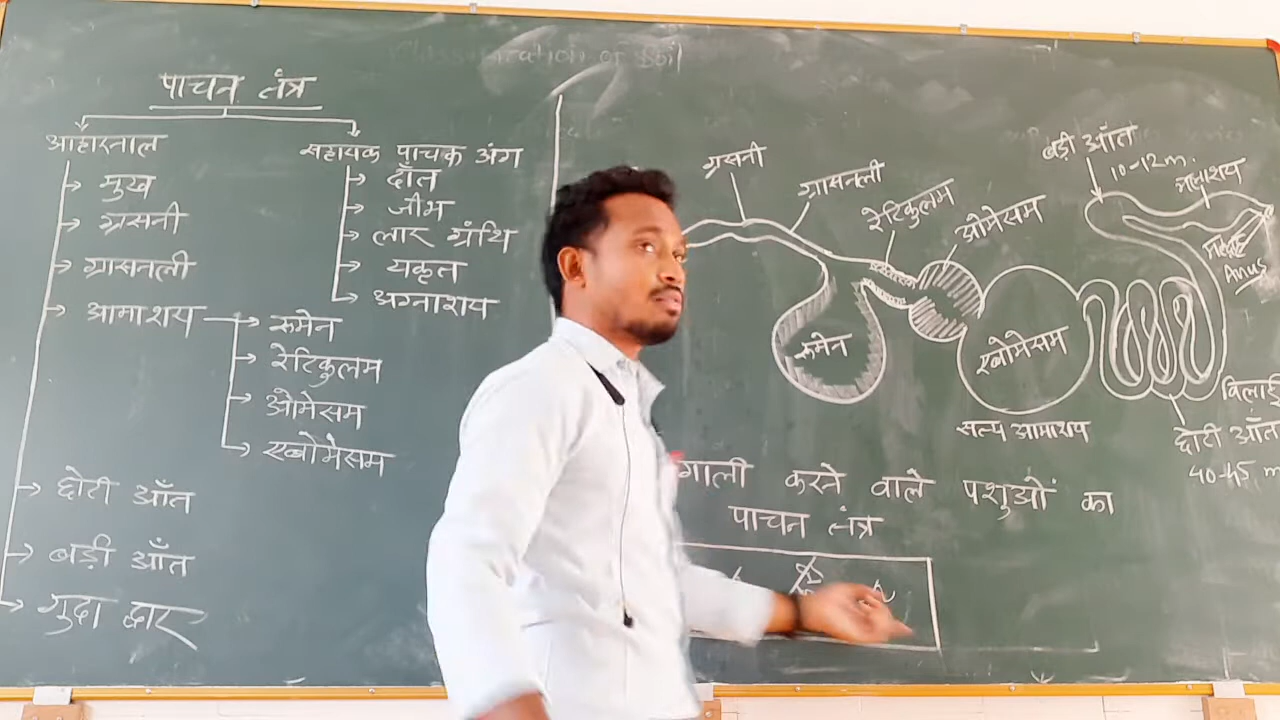 पाचन तंत्र
आहारनाल
मुख
ग्रसनी
ग्रासनली
आमाशय
रूमेन
रेटिकुलम
ओमेसम
एबोमेसम
छोटी आँत
बड़ी आँत
गुदा द्वार
सहायक पाचक अंग
दाँत
जीभ
लार ग्रंथि
यकृत
अग्नाशय
ग्रसनी
ग्रासनली
रेटिकुलम
ओमेसम
बड़ी आँत
10-12 m.
मलाशय
Anus
रूमेन
एबोमेसम
सत्य आमाशय
छोटी आँत
40-45 m
गाली करने वाले पशुओं का
पाचन तंत्र